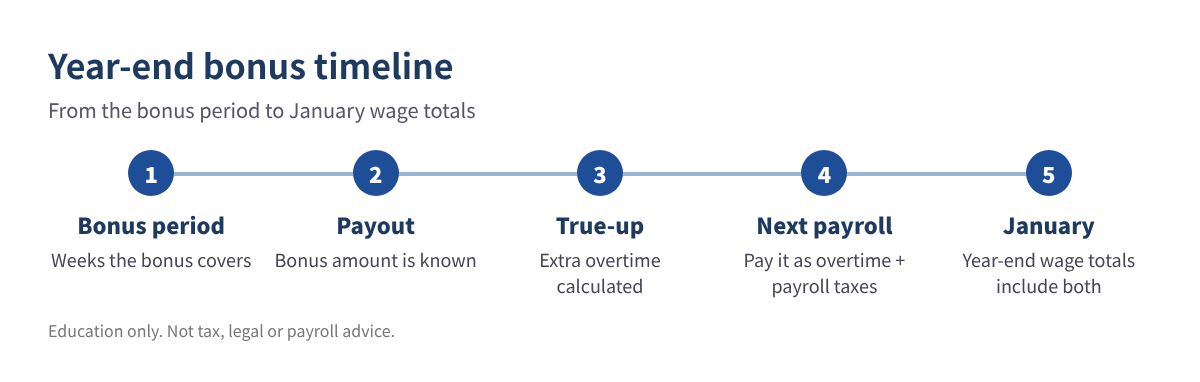 Year-end bonus timeline
From the bonus period to January wage totals
1
2
3
4
5
Bonus period
Payout
True-up
Next payroll
January
Weeks the bonus covers
Bonus amount is known
Extra overtime
calculated
Pay it as overtime +
payroll taxes
Year-end wage totals
include both
Education only. Not tax, legal or payroll advice.